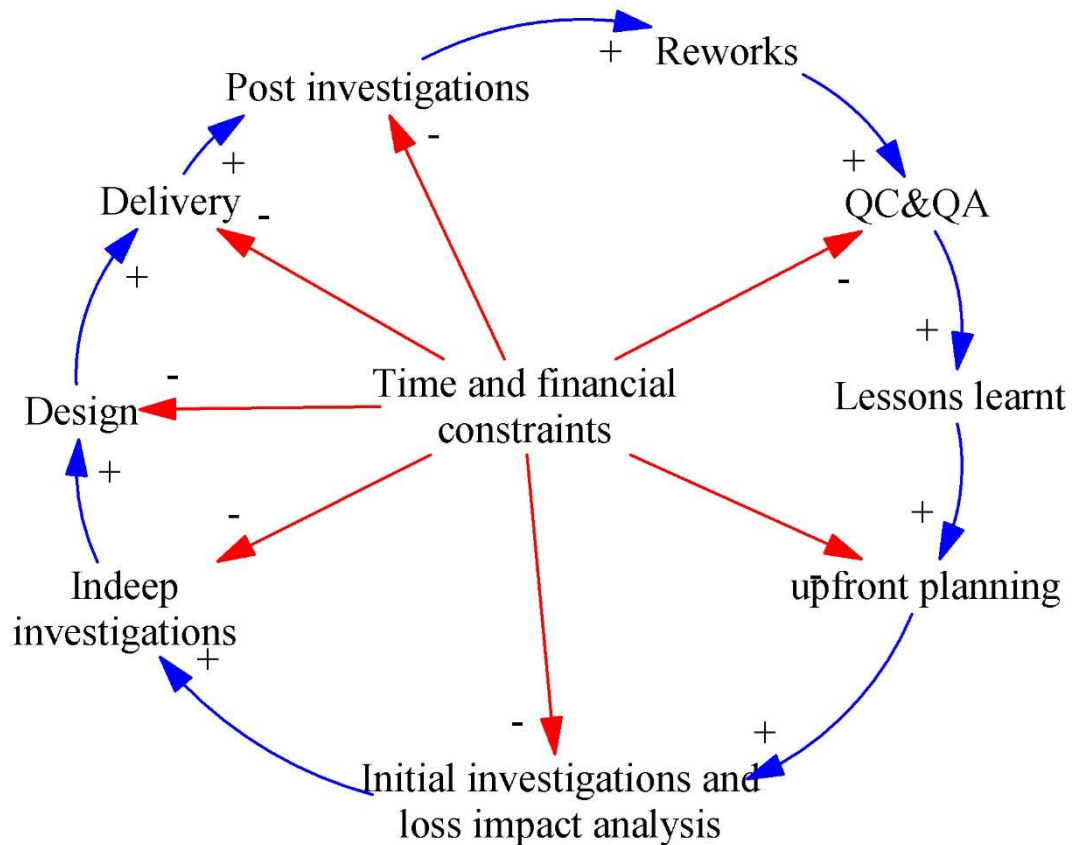 Reworks
+
Post investigations
-
+
+
Delivery
-
QC&QA
-
+
+
-
Time and financial
constraints
Lessons learnt
Design
+
-
+
Indeep
investigations
-
upfront planning
+
-
+
Initial investigations and
loss impact analysis